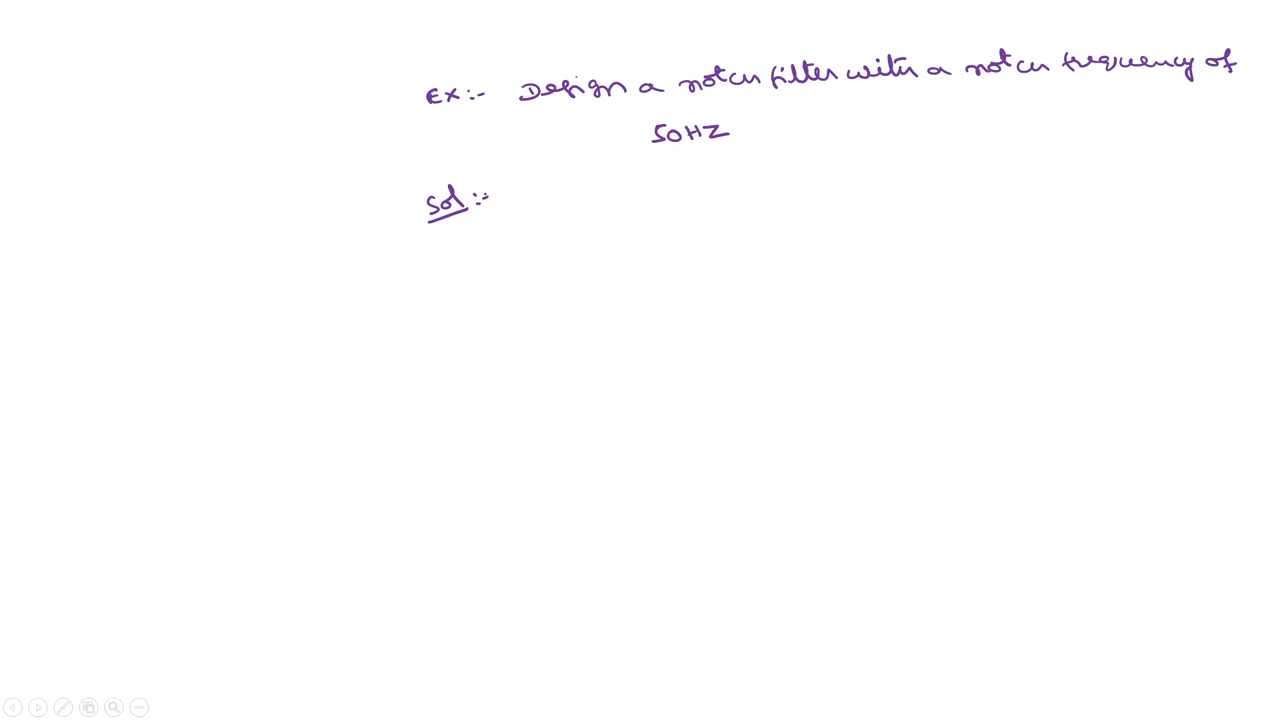 Ex:- Design a notch filter with a notch frequency of
50HZ
Sol:-